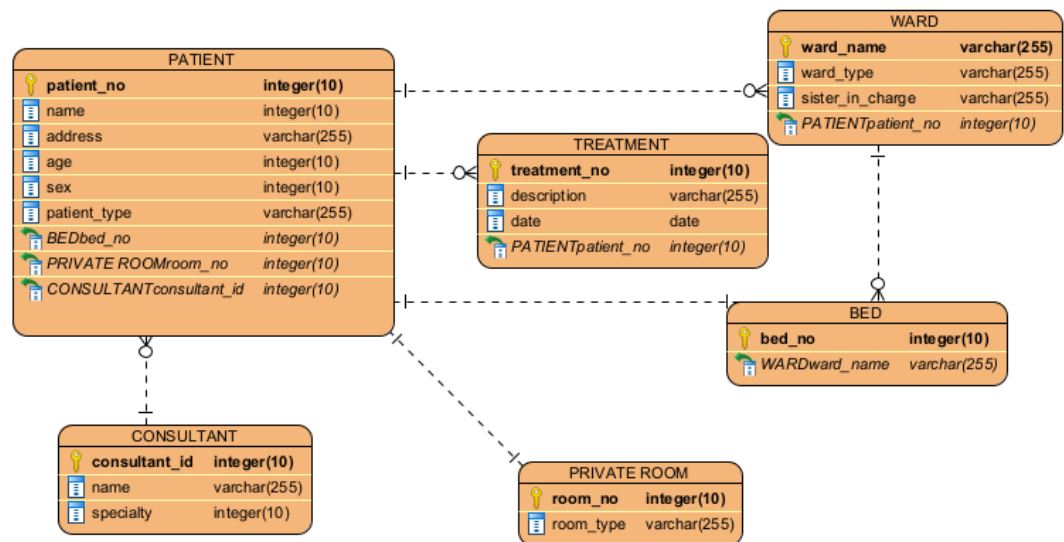 PATIENT
patient_no integer(10)
name integer(10)
address varchar(255)
age integer(10)
sex integer(10)
patient_type varchar(255)
BEDbed_no integer(10)
PRIVATE ROOMroom_no integer(10)
CONSULTANTconsultant_id integer(10)
WARD
ward_name varchar(255)
ward_type varchar(255)
sister_in_charge varchar(255)
PATIENTpatient_no integer(10)
TREATMENT
treatment_no integer(10)
description varchar(255)
date date
PATIENTpatient_no integer(10)
BED
bed_no integer(10)
WARDward_name varchar(255)
CONSULTANT
consultant_id integer(10)
name varchar(255)
specialty integer(10)
PRIVATE ROOM
room_no integer(10)
room_type varchar(255)